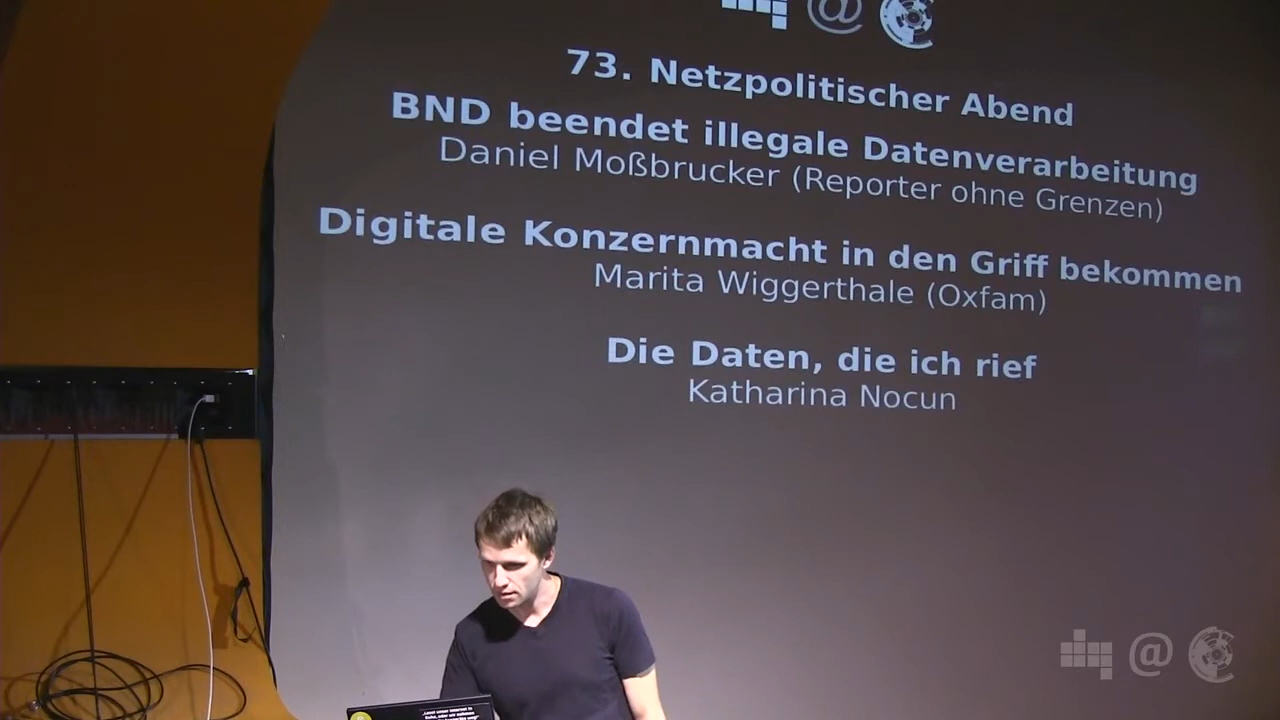 @
73. Netzpolitischer Abend
BND beendet illegale Datenverarbeitung
Daniel Moßbrucker (Reporter ohne Grenzen)
Digitale Konzernmacht in den Griff bekommen
Marita Wiggerthale (Oxfam)
Die Daten, die ich rief
Katharina Nocun
@